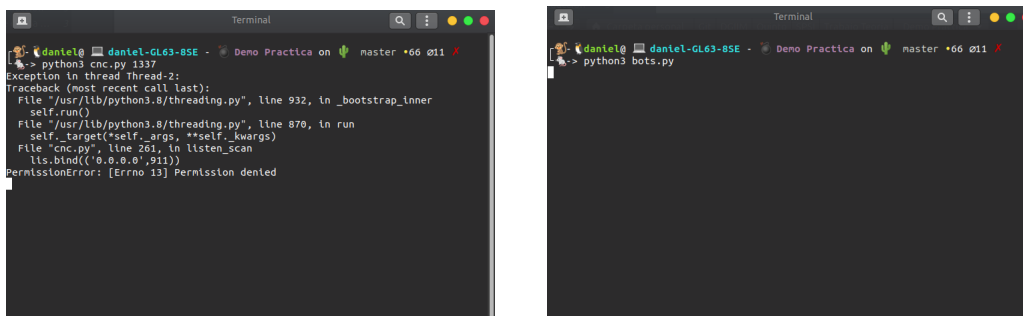 Terminal
daniel@ daniel-GL63-8SE - Demo Practica on master •66 ⌀11 ✗
-> python3 cnc.py 1337
Exception in thread Thread-2:
Traceback (most recent call last):
  File "/usr/lib/python3.8/threading.py", line 932, in _bootstrap_inner
    self.run()
  File "/usr/lib/python3.8/threading.py", line 870, in run
    self._target(*self._args, **self._kwargs)
  File "cnc.py", line 261, in listen_scan
    lis.bind(('0.0.0.0',911))
PermissionError: [Errno 13] Permission denied
Terminal
daniel@ daniel-GL63-8SE - Demo Practica on master •66 ⌀11 ✗
-> python3 bots.py